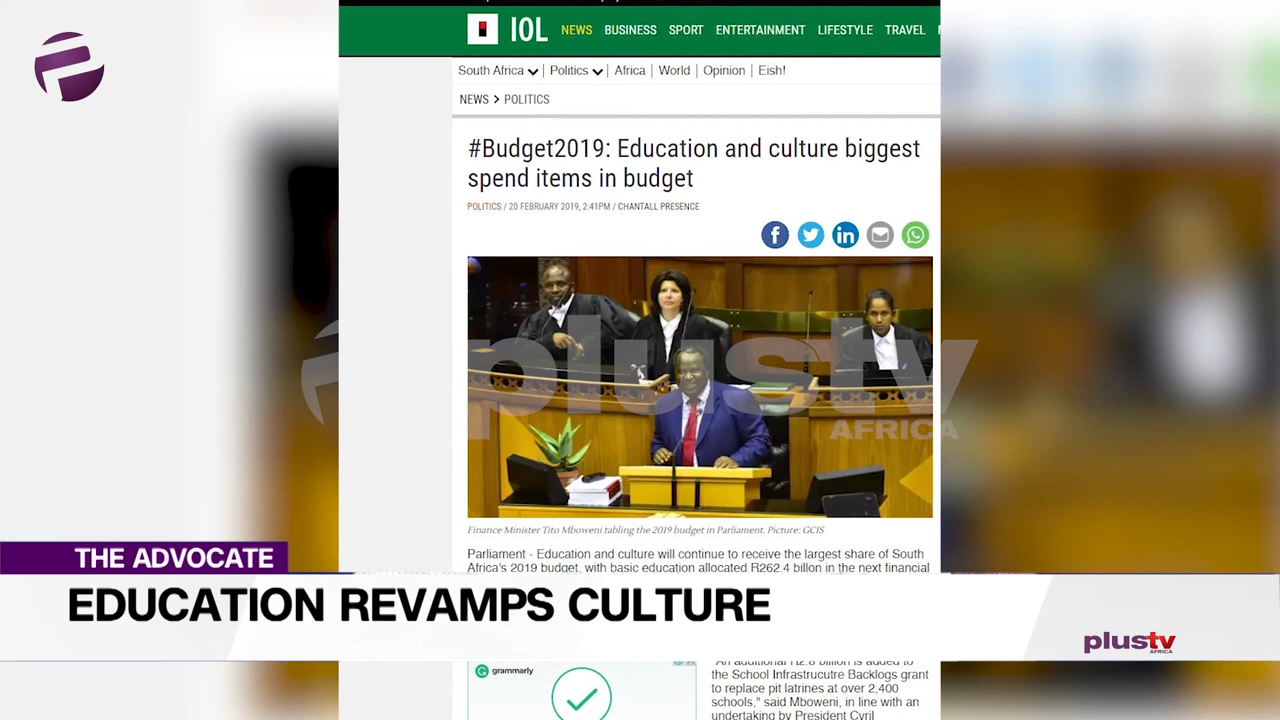 IOL NEWS BUSINESS SPORT ENTERTAINMENT LIFESTYLE TRAVEL
South Africa | Politics | Africa | World | Opinion | Eish!
NEWS > POLITICS
#Budget2019: Education and culture biggest
spend items in budget
POLITICS / 20 FEBRUARY 2019, 2:41PM / CHANTALL PRESENCE
plustv
AFRICA
Finance Minister Tito Mboweni tabling the 2019 budget in Parliament. Picture: GCIS
Parliament - Education and culture will continue to receive the largest share of South
Africa's 2019 budget, with basic education allocated R262.4 billon in the next financial
THE ADVOCATE
EDUCATION REVAMPS CULTURE
plustv
AFRICA
grammarly
"An additional R2.8 billion is added to
the School Infrastrucutre Backlogs grant
to replace pit latrines at over 2,400
schools," said Mboweni, in line with an
undertaking by President Cyril